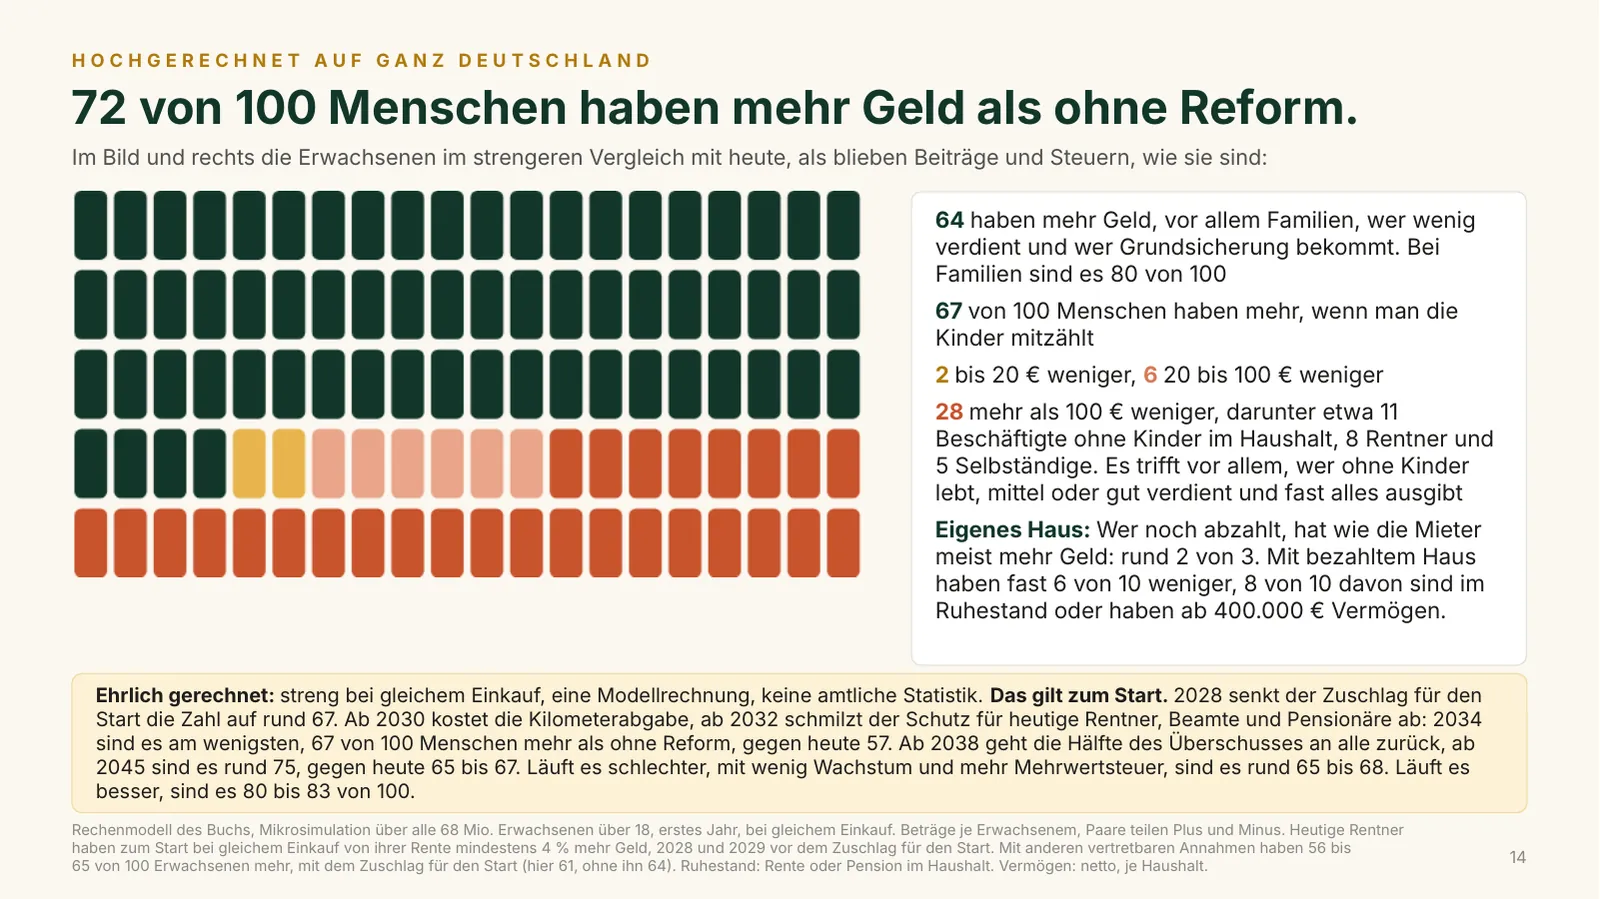 HOCHGERECHNET AUF GANZ DEUTSCHLAND
72 von 100 Menschen haben mehr Geld als ohne Reform.
Im Bild und rechts die Erwachsenen im strengeren Vergleich mit heute, als blieben Beiträge und Steuern, wie sie sind:
64 haben mehr Geld, vor allem Familien, wer wenig
verdient und wer Grundsicherung bekommt. Bei
Familien sind es 80 von 100
67 von 100 Menschen haben mehr, wenn man die
Kinder mitzählt
2 bis 20 € weniger, 6 20 bis 100 € weniger
28 mehr als 100 € weniger, darunter etwa 11
Beschäftigte ohne Kinder im Haushalt, 8 Rentner und
5 Selbständige. Es trifft vor allem, wer ohne Kinder
lebt, mittel oder gut verdient und fast alles ausgibt
Eigenes Haus: Wer noch abzahlt, hat wie die Mieter
meist mehr Geld: rund 2 von 3. Mit bezahltem Haus
haben fast 6 von 10 weniger, 8 von 10 davon sind im
Ruhestand oder haben ab 400.000 € Vermögen.
Ehrlich gerechnet: streng bei gleichem Einkauf, eine Modellrechnung, keine amtliche Statistik. Das gilt zum Start. 2028 senkt der Zuschlag für den
Start die Zahl auf rund 67. Ab 2030 kostet die Kilometerabgabe, ab 2032 schmilzt der Schutz für heutige Rentner, Beamte und Pensionäre ab: 2034
sind es am wenigsten, 67 von 100 Menschen mehr als ohne Reform, gegen heute 57. Ab 2038 geht die Hälfte des Überschusses an alle zurück, ab
2045 sind es rund 75, gegen heute 65 bis 67. Läuft es schlechter, mit wenig Wachstum und mehr Mehrwertsteuer, sind es rund 65 bis 68. Läuft es
besser, sind es 80 bis 83 von 100.
Rechenmodell des Buchs, Mikrosimulation über alle 68 Mio. Erwachsenen über 18, erstes Jahr, bei gleichem Einkauf. Beträge je Erwachsenem, Paare teilen Plus und Minus. Heutige Rentner
haben zum Start bei gleichem Einkauf von ihrer Rente mindestens 4 % mehr Geld, 2028 und 2029 vor dem Zuschlag für den Start. Mit anderen vertretbaren Annahmen haben 56 bis
65 von 100 Erwachsenen mehr, mit dem Zuschlag für den Start (hier 61, ohne ihn 64). Ruhestand: Rente oder Pension im Haushalt. Vermögen: netto, je Haushalt.
14